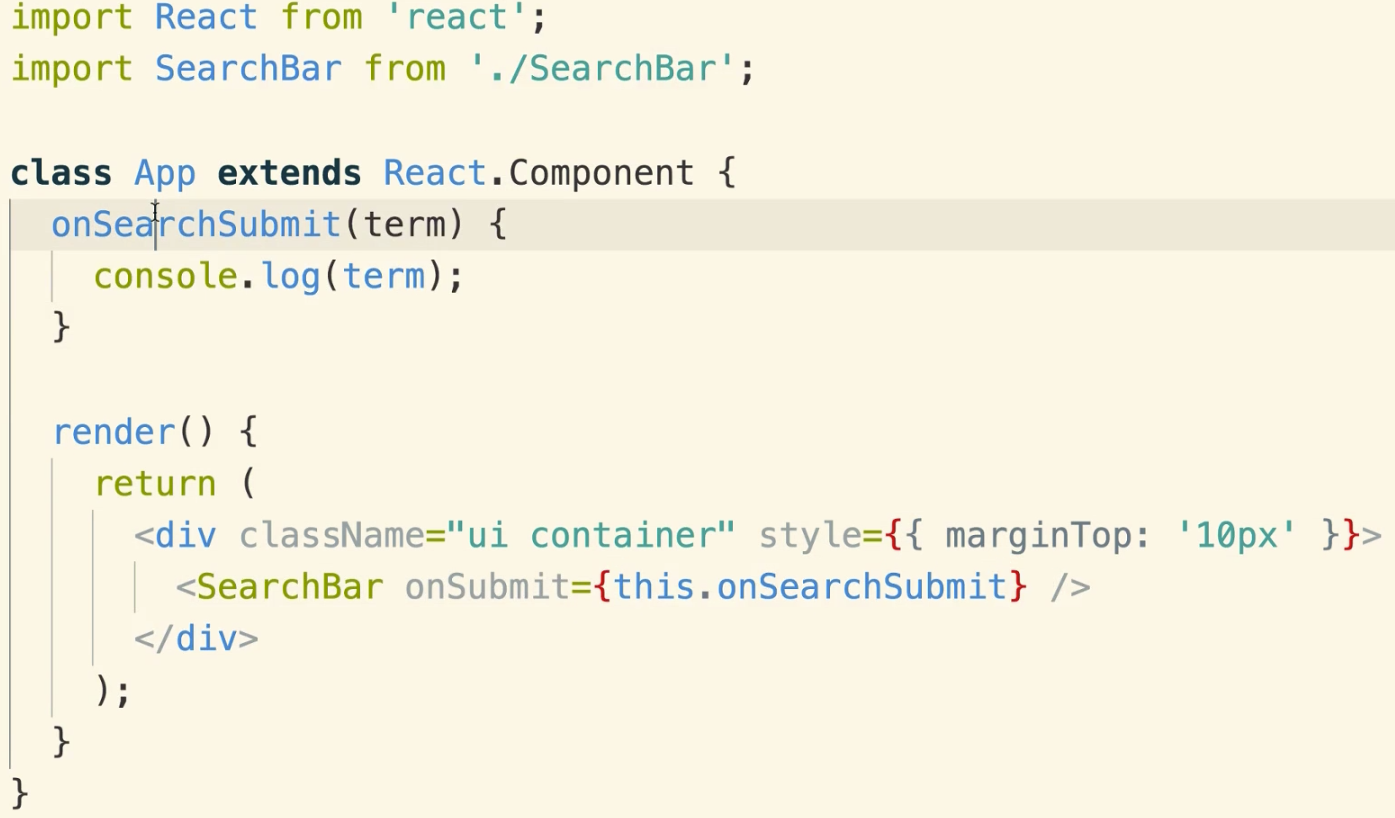 import React from 'react';
import SearchBar from './SearchBar';

class App extends React.Component {
  onSearchSubmit(term) {
    console.log(term);
  }

  render() {
    return (
      <div className="ui container" style={{ marginTop: '10px' }}>
        <SearchBar onSubmit={this.onSearchSubmit} />
      </div>
    );
  }
}